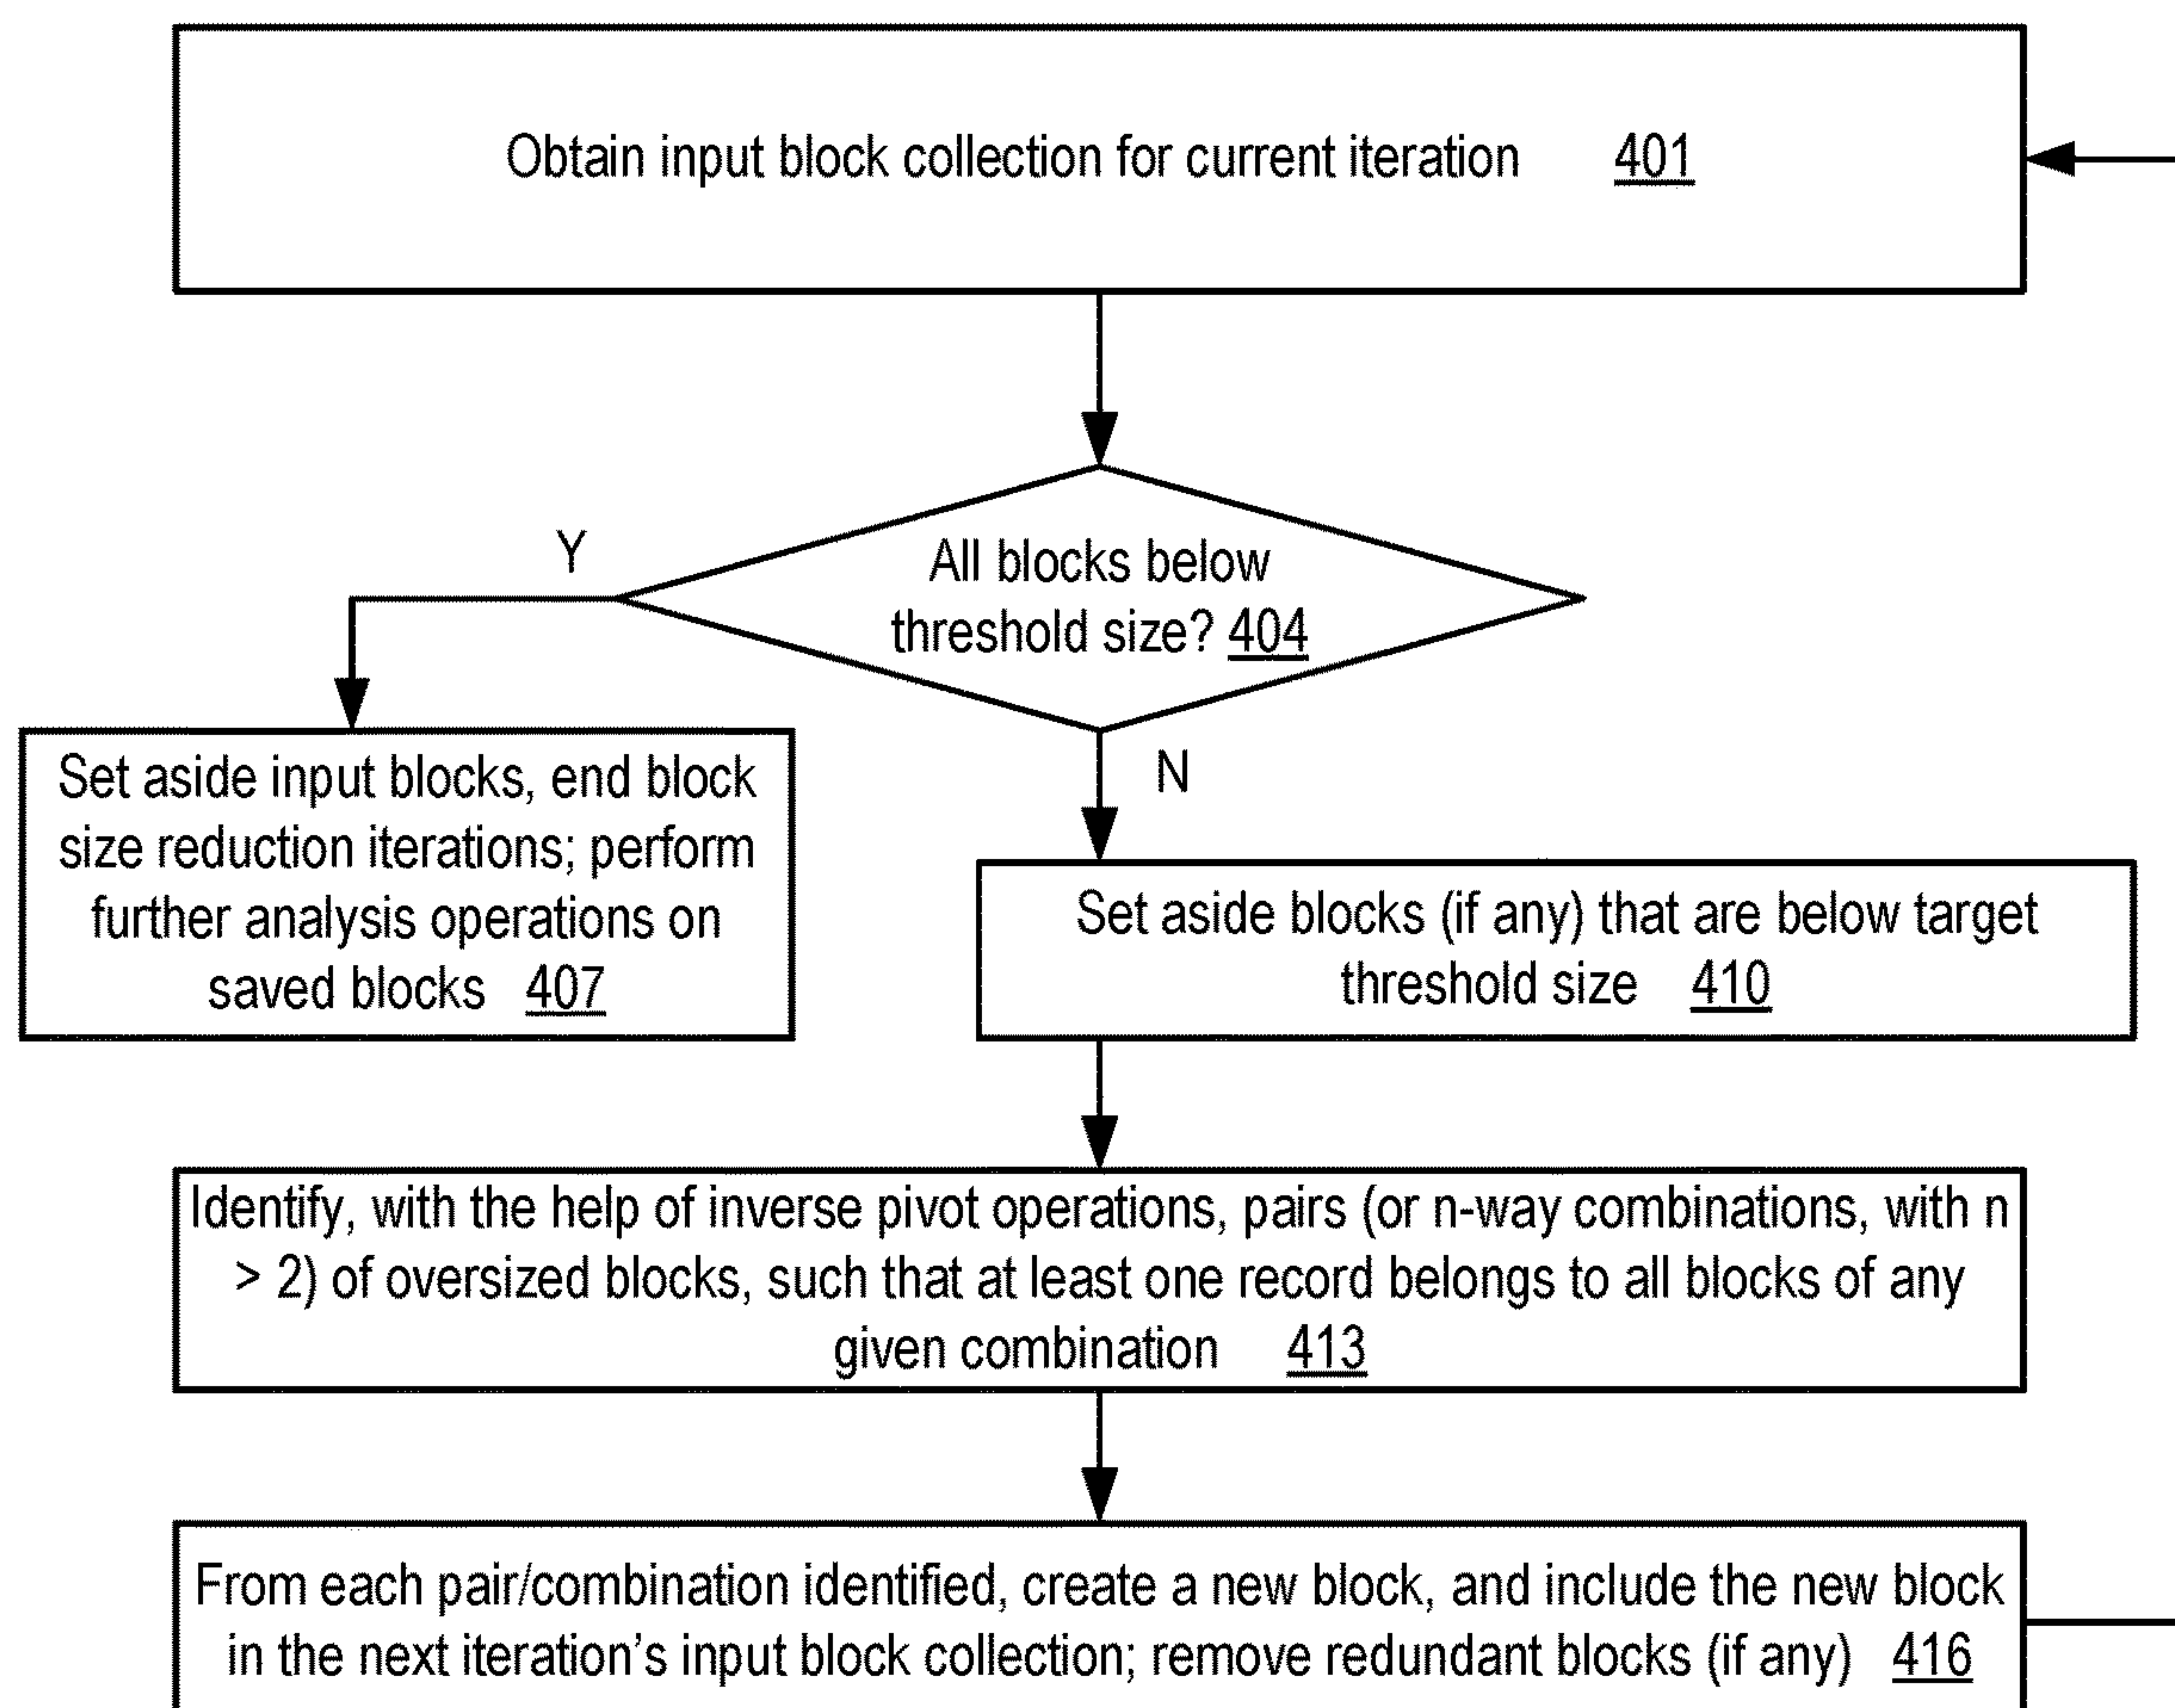 Obtain input block collection for current iteration 401
All blocks below
threshold size? 404
Y
N
Set aside input blocks, end block
size reduction iterations; perform
further analysis operations on
saved blocks 407
Set aside blocks (if any) that are below target
threshold size 410
Identify, with the help of inverse pivot operations, pairs (or n-way combinations, with n
> 2) of oversized blocks, such that at least one record belongs to all blocks of any
given combination 413
From each pair/combination identified, create a new block, and include the new block
in the next iteration's input block collection; remove redundant blocks (if any) 416